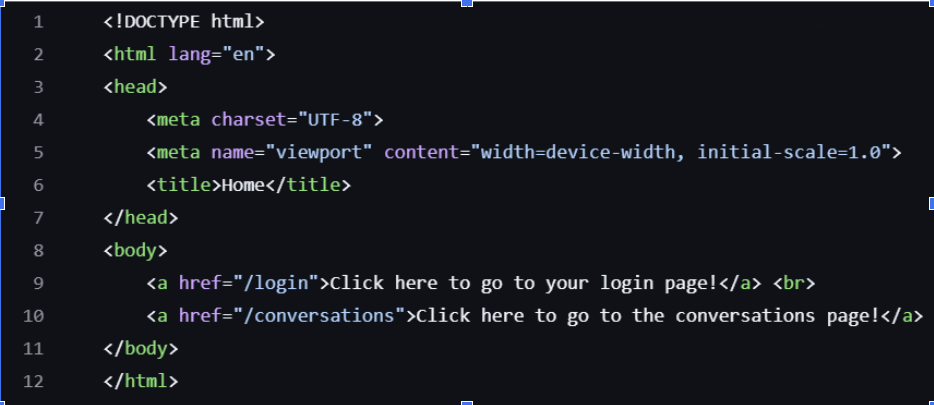 1 <!DOCTYPE html>
2 <html lang="en">
3 <head>
4 <meta charset="UTF-8">
5 <meta name="viewport" content="width=device-width, initial-scale=1.0">
6 <title>Home</title>
7 </head>
8 <body>
9 <a href="/login">Click here to go to your login page!</a> <br>
10 <a href="/conversations">Click here to go to the conversations page!</a>
11 </body>
12 </html>